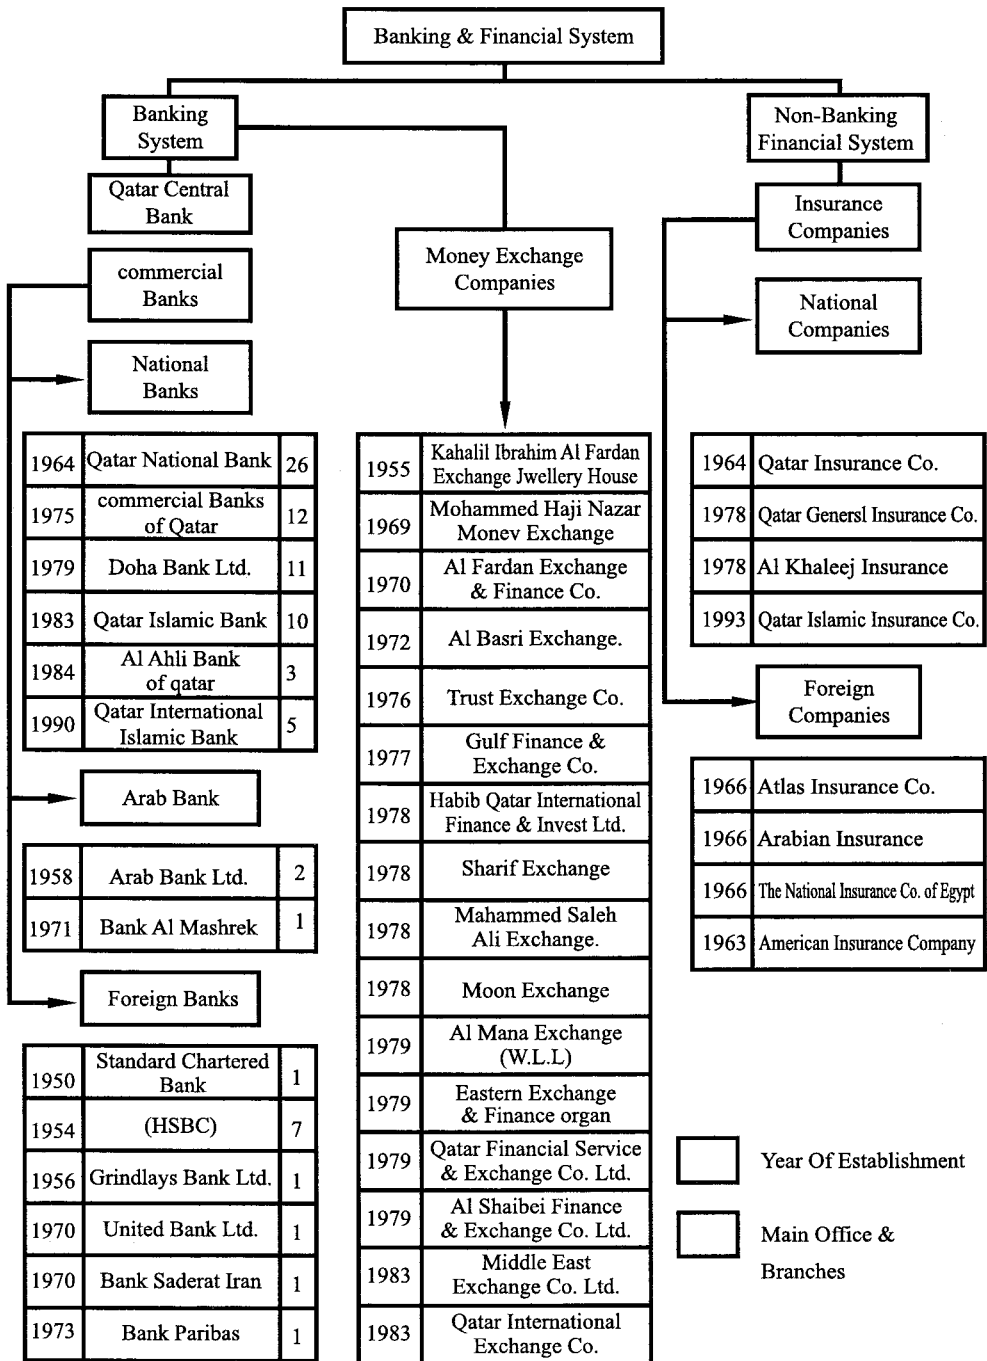 Banking & Financial System
Banking
System
Non-Banking
Financial System
Qatar Central
Bank
commercial
Banks
National
Banks
1964 Qatar National Bank 26
1975 commercial Banks
of Qatar 12
1979 Doha Bank Ltd. 11
1983 Qatar Islamic Bank 10
1984 Al Ahli Bank
of qatar 3
1990 Qatar International
Islamic Bank 5
Arab Bank
1958 Arab Bank Ltd. 2
1971 Bank Al Mashrek 1
Foreign Banks
1950 Standard Chartered
Bank 1
1954 (HSBC) 7
1956 Grindlays Bank Ltd. 1
1970 United Bank Ltd. 1
1970 Bank Saderat Iran 1
1973 Bank Paribas 1
Money Exchange
Companies
1955 Kahalil Ibrahim Al Fardan
Exchange Jwellery House
1969 Mohammed Haji Nazar
Monev Exchange
1970 Al Fardan Exchange
& Finance Co.
1972 Al Basri Exchange.
1976 Trust Exchange Co.
1977 Gulf Finance &
Exchange Co.
1978 Habib Qatar International
Finance & Invest Ltd.
1978 Sharif Exchange
1978 Mahammed Saleh
Ali Exchange.
1978 Moon Exchange
1979 Al Mana Exchange
(W.L.L)
1979 Eastern Exchange
& Finance organ
1979 Qatar Financial Service
& Exchange Co. Ltd.
1979 Al Shaibei Finance
& Exchange Co. Ltd.
1983 Middle East
Exchange Co. Ltd.
1983 Qatar International
Exchange Co.
Insurance
Companies
National
Companies
1964 Qatar Insurance Co.
1978 Qatar Genersl Insurance Co.
1978 Al Khaleej Insurance
1993 Qatar Islamic Insurance Co.
Foreign
Companies
1966 Atlas Insurance Co.
1966 Arabian Insurance
1966 The National Insurance Co. of Egypt
1963 American Insurance Company
Year Of Establishment
Main Office &
Branches